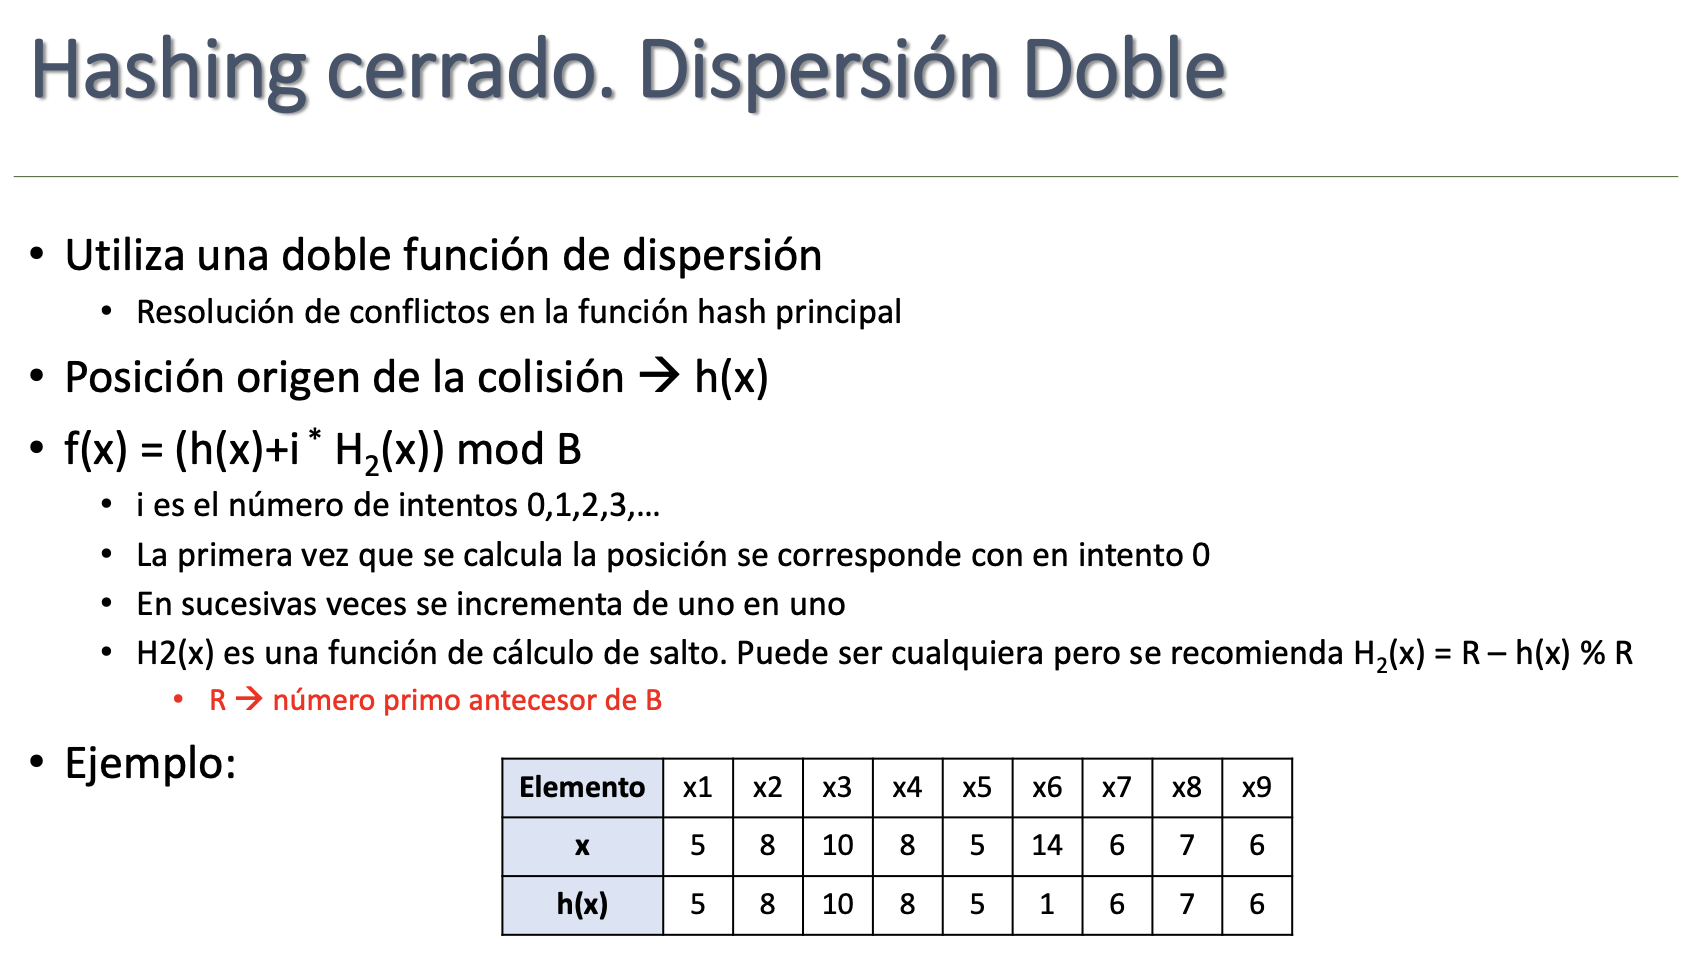 Hashing cerrado. Dispersión Doble
• Utiliza una doble función de dispersión
• Resolución de conflictos en la función hash principal
• Posición origen de la colisión → h(x)
• f(x) = (h(x)+i * H₂(x)) mod B
• i es el número de intentos 0,1,2,3,...
• La primera vez que se calcula la posición se corresponde con en intento 0
• En sucesivas veces se incrementa de uno en uno
• H2(x) es una función de cálculo de salto. Puede ser cualquiera pero se recomienda H₂(x) = R – h(x) % R
• R → número primo antecesor de B
• Ejemplo:
Elemento x1 x2 x3 x4 x5 x6 x7 x8 x9
x 5 8 10 8 5 14 6 7 6
h(x) 5 8 10 8 5 1 6 7 6